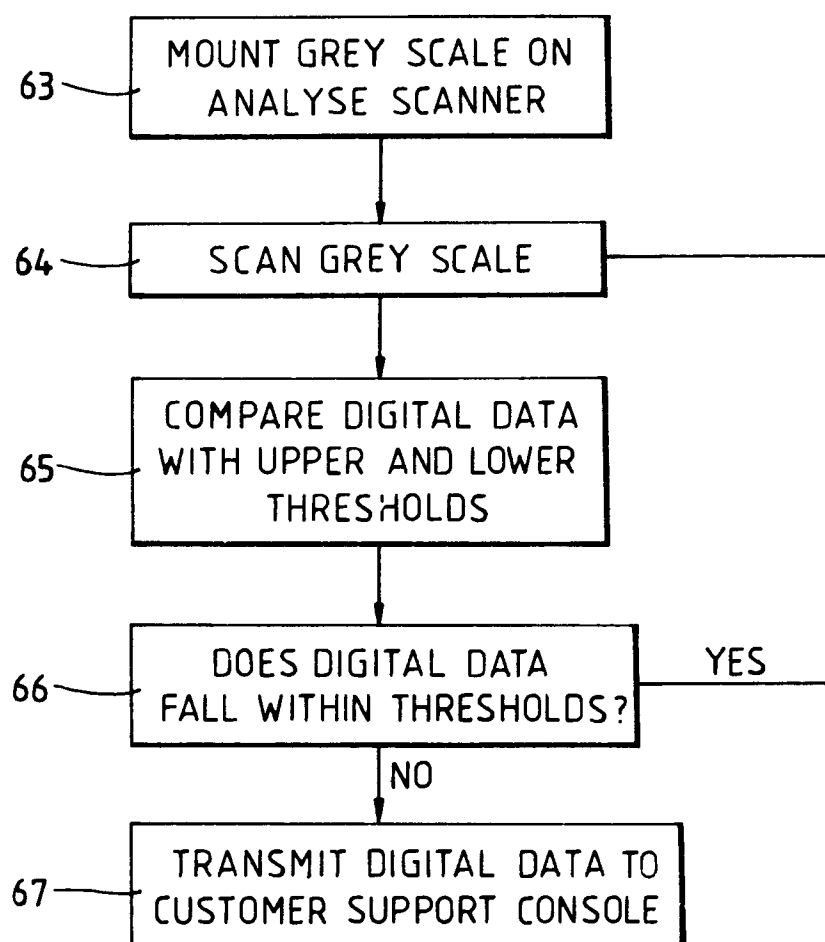 63
MOUNT GREY SCALE ON
ANALYSE SCANNER
64
SCAN GREY SCALE
65
COMPARE DIGITAL DATA
WITH UPPER AND LOWER
THRESHOLDS
66
DOES DIGITAL DATA
FALL WITHIN THRESHOLDS?
YES
NO
67
TRANSMIT DIGITAL DATA TO
CUSTOMER SUPPORT CONSOLE